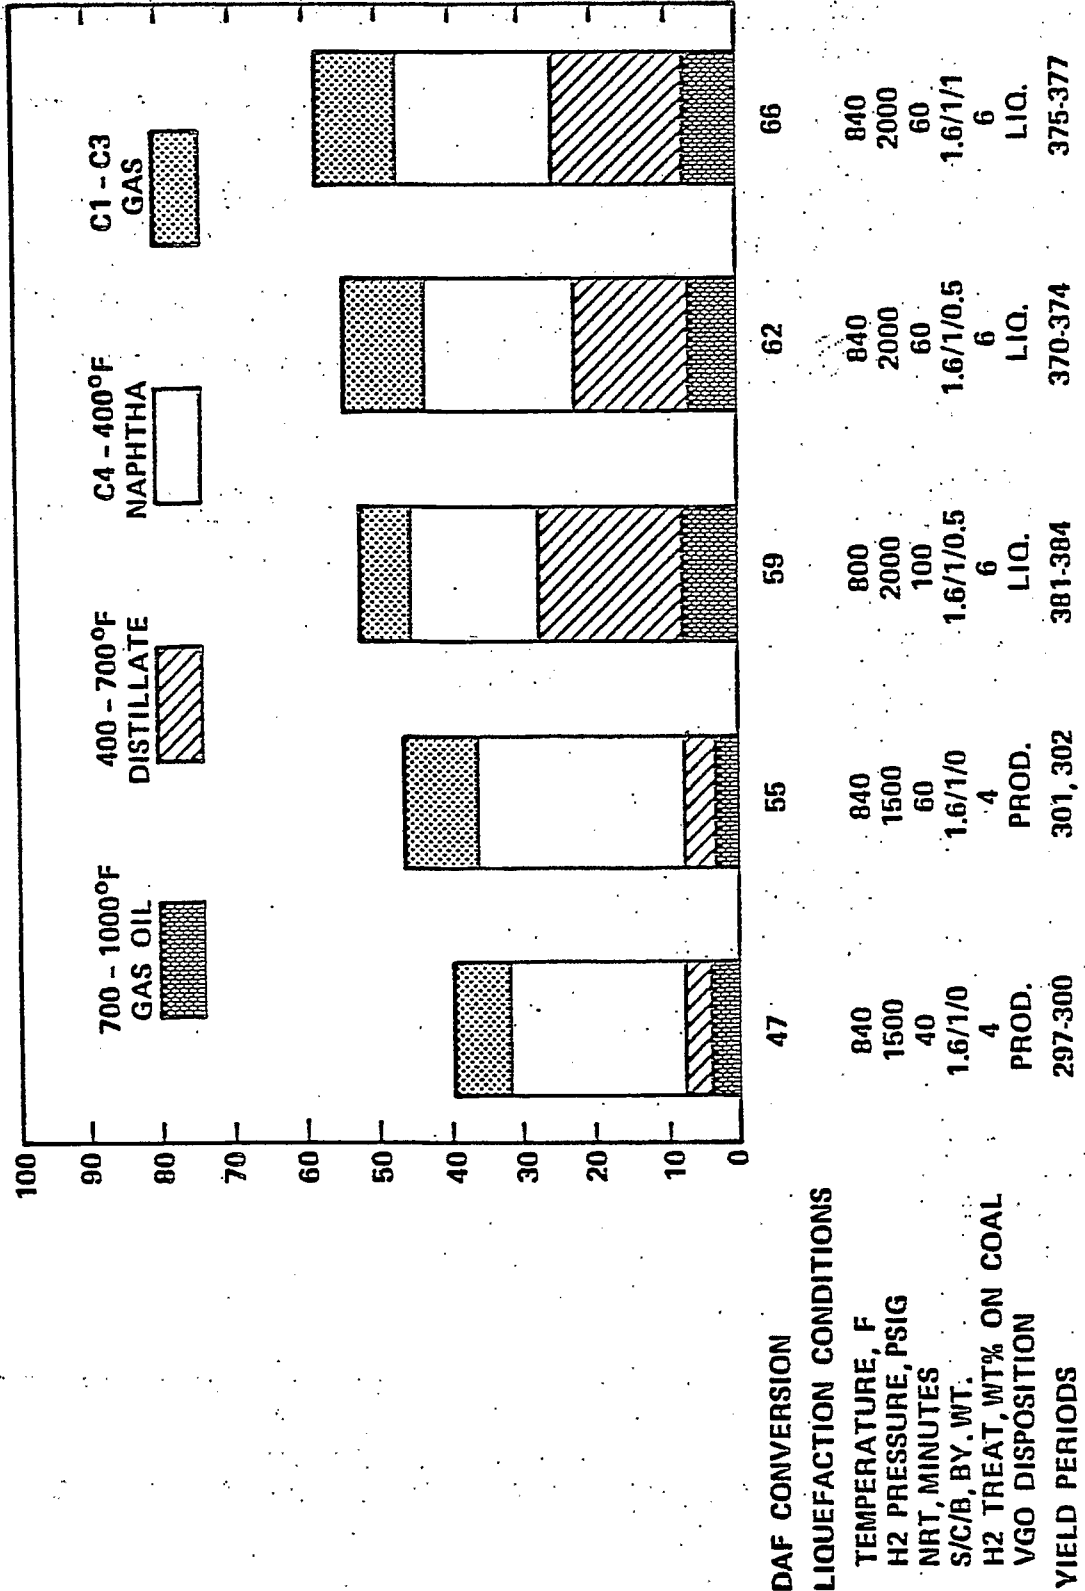 100
90
80
70
60
50
40
30
20
10
0
700 - 1000°F
GAS OIL
400 - 700°F
DISTILLATE
C4 - 400°F
NAPHTHA
C1 - C3
GAS
DAF CONVERSION 47 55 59 62 66
LIQUEFACTION CONDITIONS
TEMPERATURE, F 840 840 800 840 840
H2 PRESSURE, PSIG 1500 1500 2000 2000 2000
NRT, MINUTES 40 60 100 60 60
S/C/B, BY. WT. 1.6/1/0 1.6/1/0 1.6/1/0.5 1.6/1/0.5 1.6/1/1
H2 TREAT, WT% ON COAL 4 4 6 6 6
VGO DISPOSITION PROD. PROD. LIQ. LIQ. LIQ.
YIELD PERIODS 297-300 301, 302 381-384 370-374 375-377